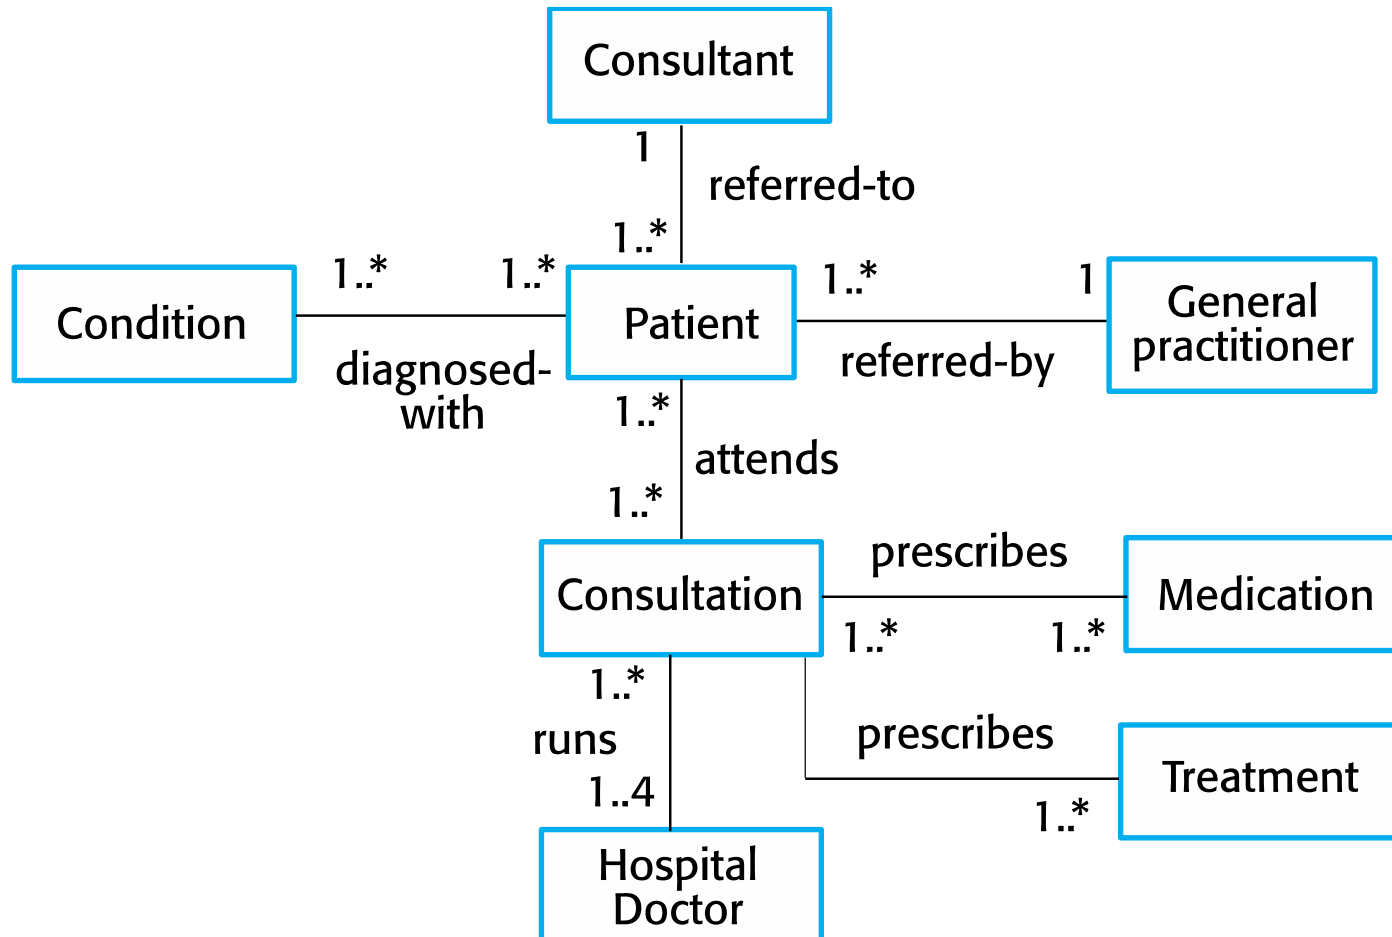 Consultant
1
referred-to
1..*
1..*
1..*
1..*
1
Condition
Patient
General
practitioner
diagnosed-
with
referred-by
1..*
attends
1..*
prescribes
Consultation
Medication
1..*
1..*
1..*
runs
prescribes
1..4
Treatment
1..*
Hospital
Doctor